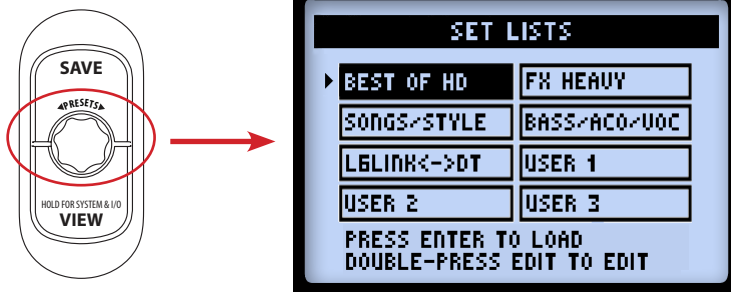 SAVE
PRESETS
HOLD FOR SYSTEM & I/O
VIEW
SET LISTS
BEST OF HD
FX HEAVY
SONGS/STYLE
BASS/ACO/VOC
L6LINK<->DT
USER 1
USER 2
USER 3
PRESS ENTER TO LOAD
DOUBLE-PRESS EDIT TO EDIT